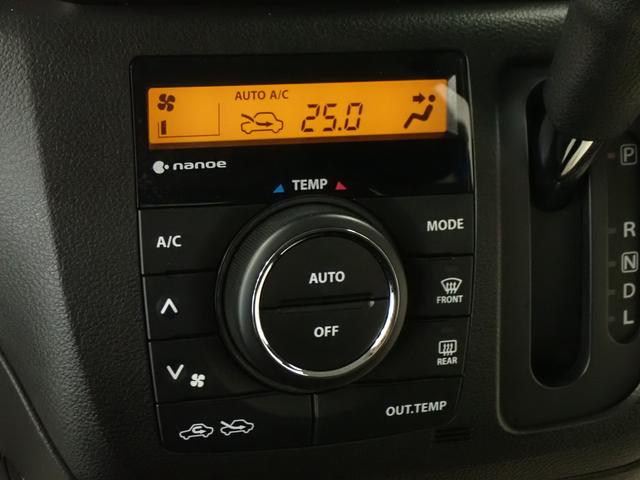 AUTO A/C
25.0
nanoe
TEMP
A/C
MODE
AUTO
OFF
FRONT
REAR
OUT.TEMP
P
R
N
D
L